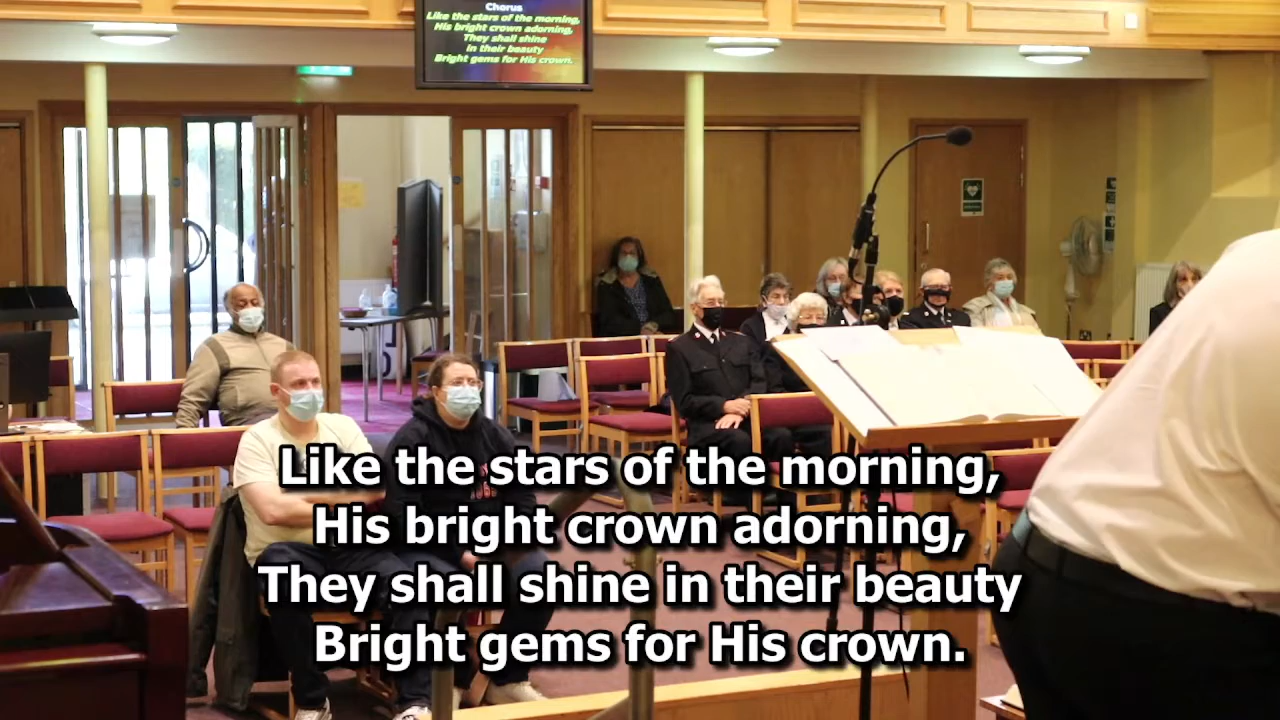 Chorus
Like the stars of the morning,
His bright crown adorning,
They shall shine
in their beauty
Bright gems for His crown.
Like the stars of the morning,
His bright crown adorning,
They shall shine in their beauty
Bright gems for His crown.